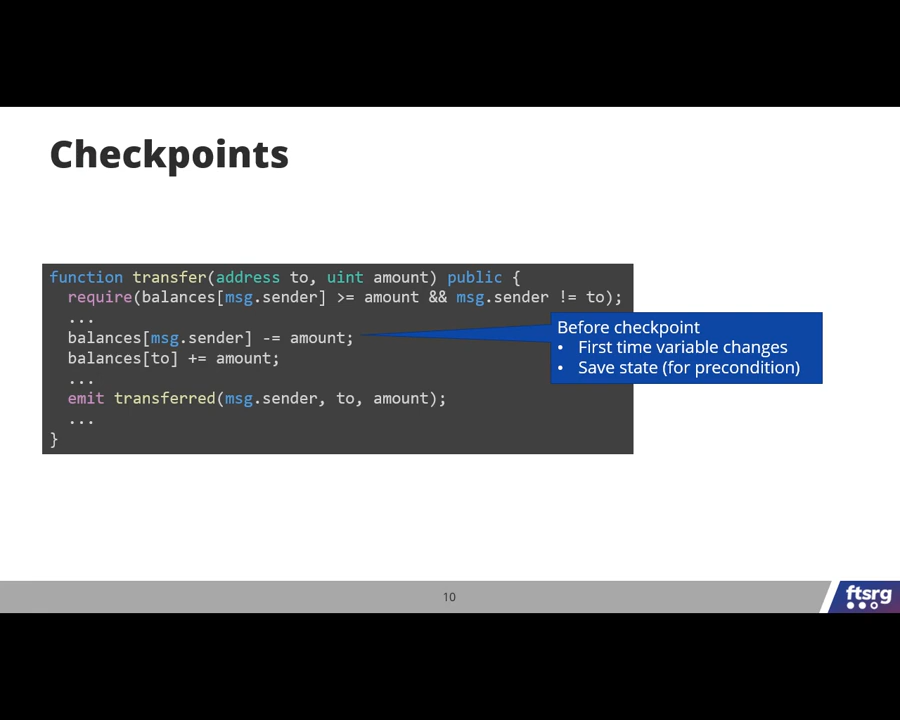 Checkpoints
function transfer(address to, uint amount) public {
require(balances[msg.sender] >= amount && msg.sender != to);
...
balances[msg.sender] -= amount;
balances[to] += amount;
...
emit transferred(msg.sender, to, amount);
...
}
Before checkpoint
• First time variable changes
• Save state (for precondition)
10
ftsrg